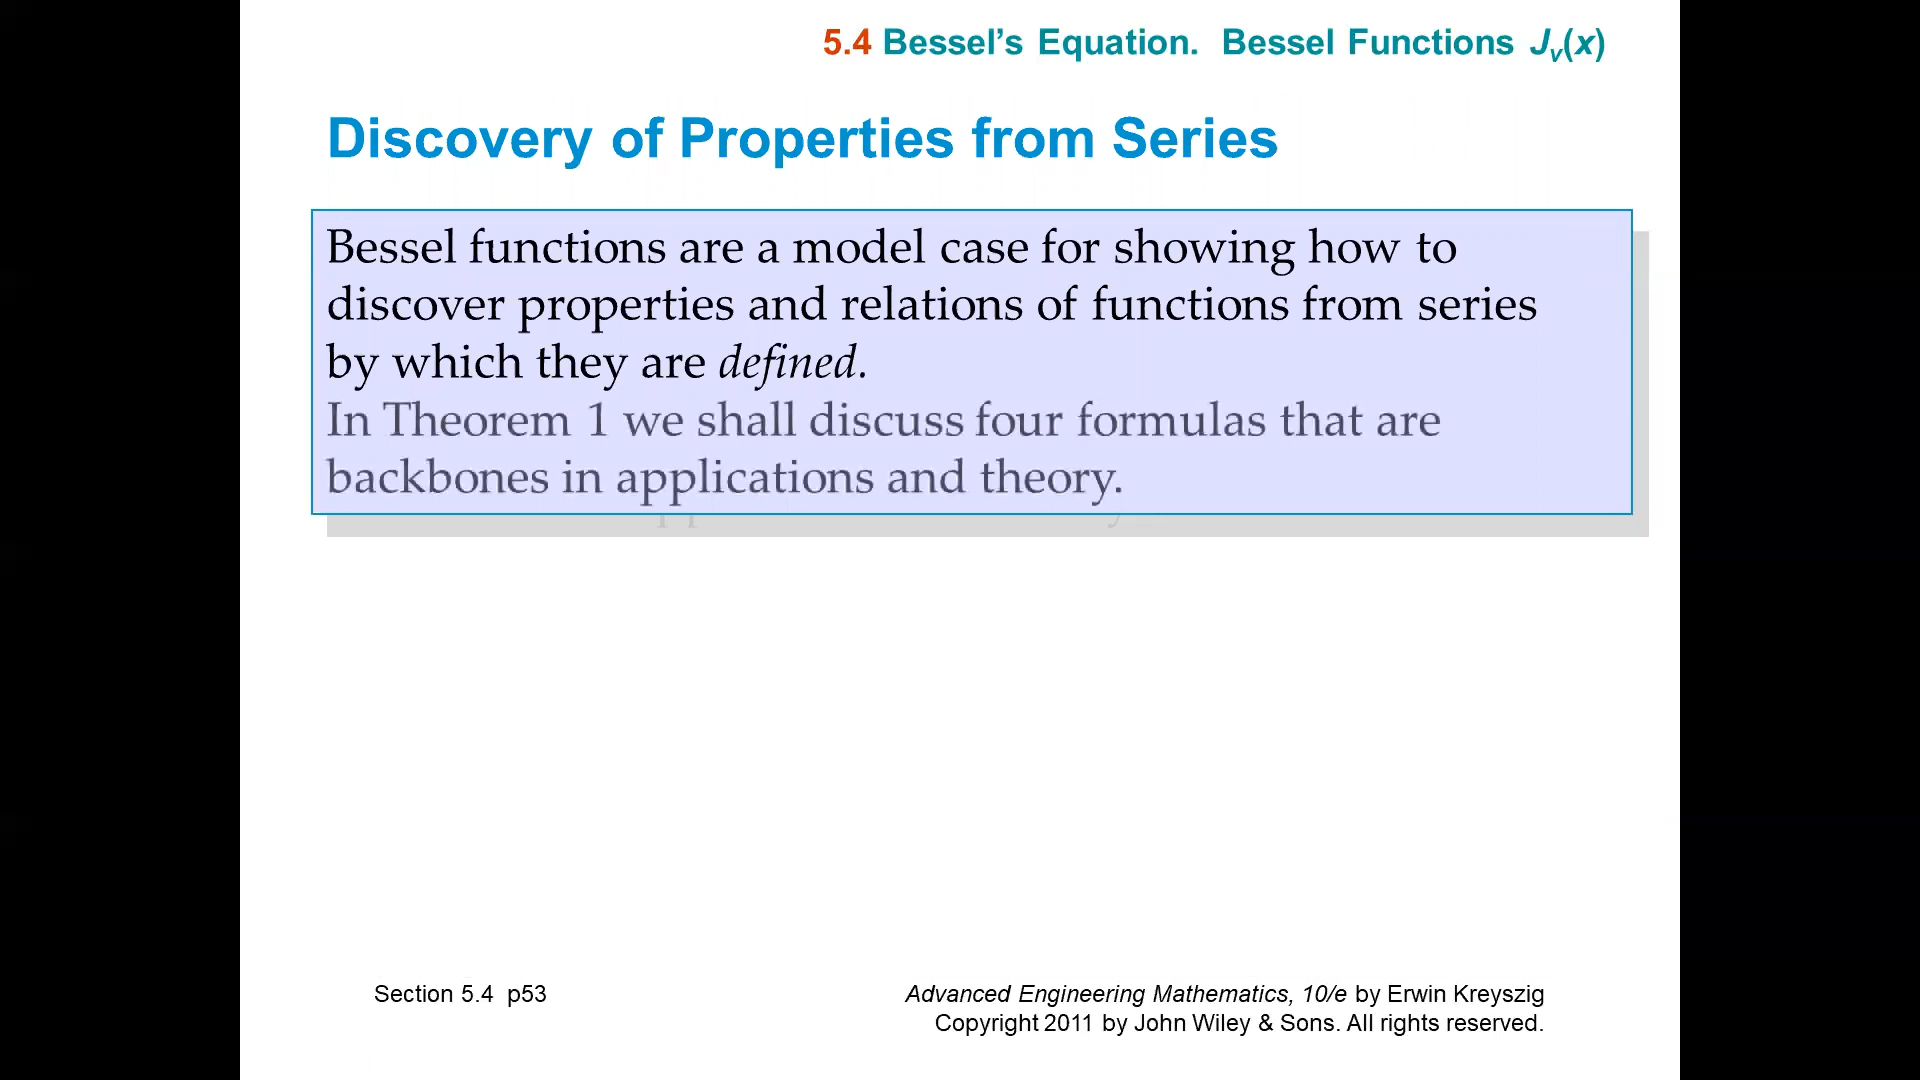 5.4 Bessel’s Equation. Bessel Functions Jv(x)
Discovery of Properties from Series
Bessel functions are a model case for showing how to
discover properties and relations of functions from series
by which they are defined.
In Theorem 1 we shall discuss four formulas that are
backbones in applications and theory.
Section 5.4 p53
Advanced Engineering Mathematics, 10/e by Erwin Kreyszig
Copyright 2011 by John Wiley & Sons. All rights reserved.